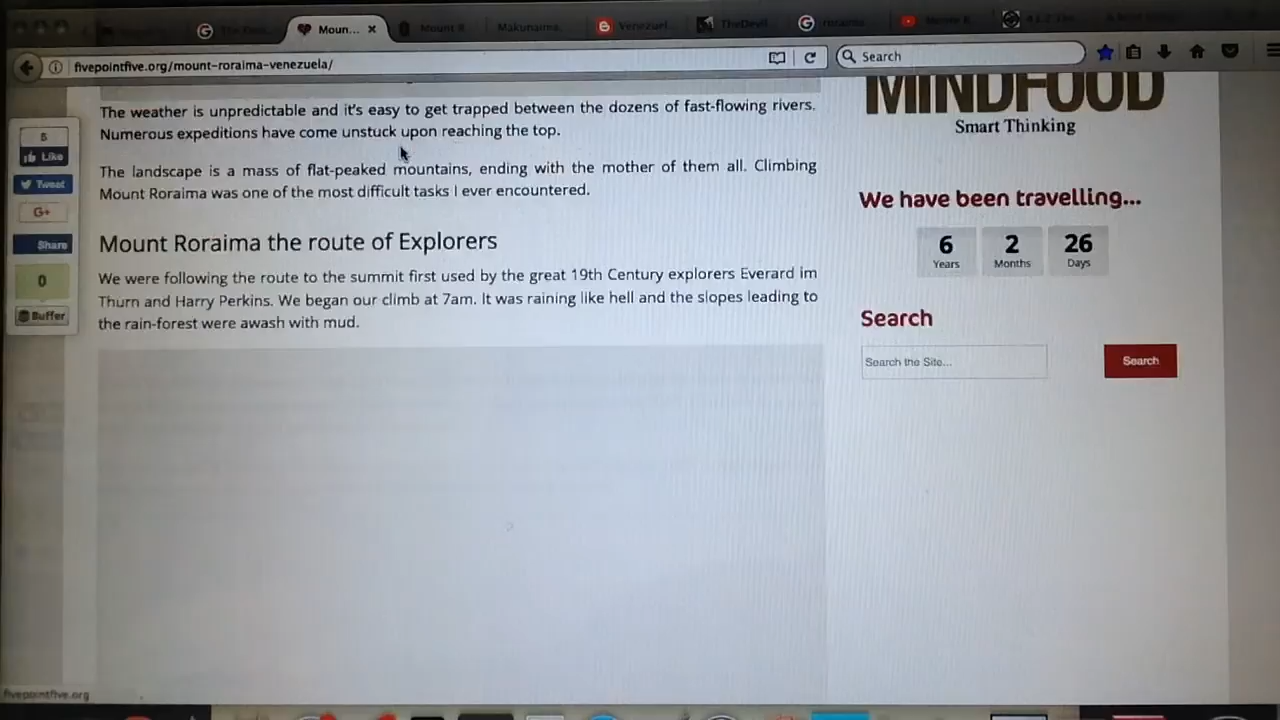 Moun...
Mount R
Makunaima
Venezuel
TheDevil
fivepointfive.org/mount-roraima-venezuela/
Search
The weather is unpredictable and it's easy to get trapped between the dozens of fast-flowing rivers.
Numerous expeditions have come unstuck upon reaching the top.
The landscape is a mass of flat-peaked mountains, ending with the mother of them all. Climbing
Mount Roraima was one of the most difficult tasks I ever encountered.
Mount Roraima the route of Explorers
We were following the route to the summit first used by the great 19th Century explorers Everard im
Thurn and Harry Perkins. We began our climb at 7am. It was raining like hell and the slopes leading to
the rain-forest were awash with mud.
Like
Tweet
G+
Share
0
Buffer
MINDFOOD
Smart Thinking
We have been travelling...
6 2 26
Years Months Days
Search
Search the Site... Search
fivepointfive.org